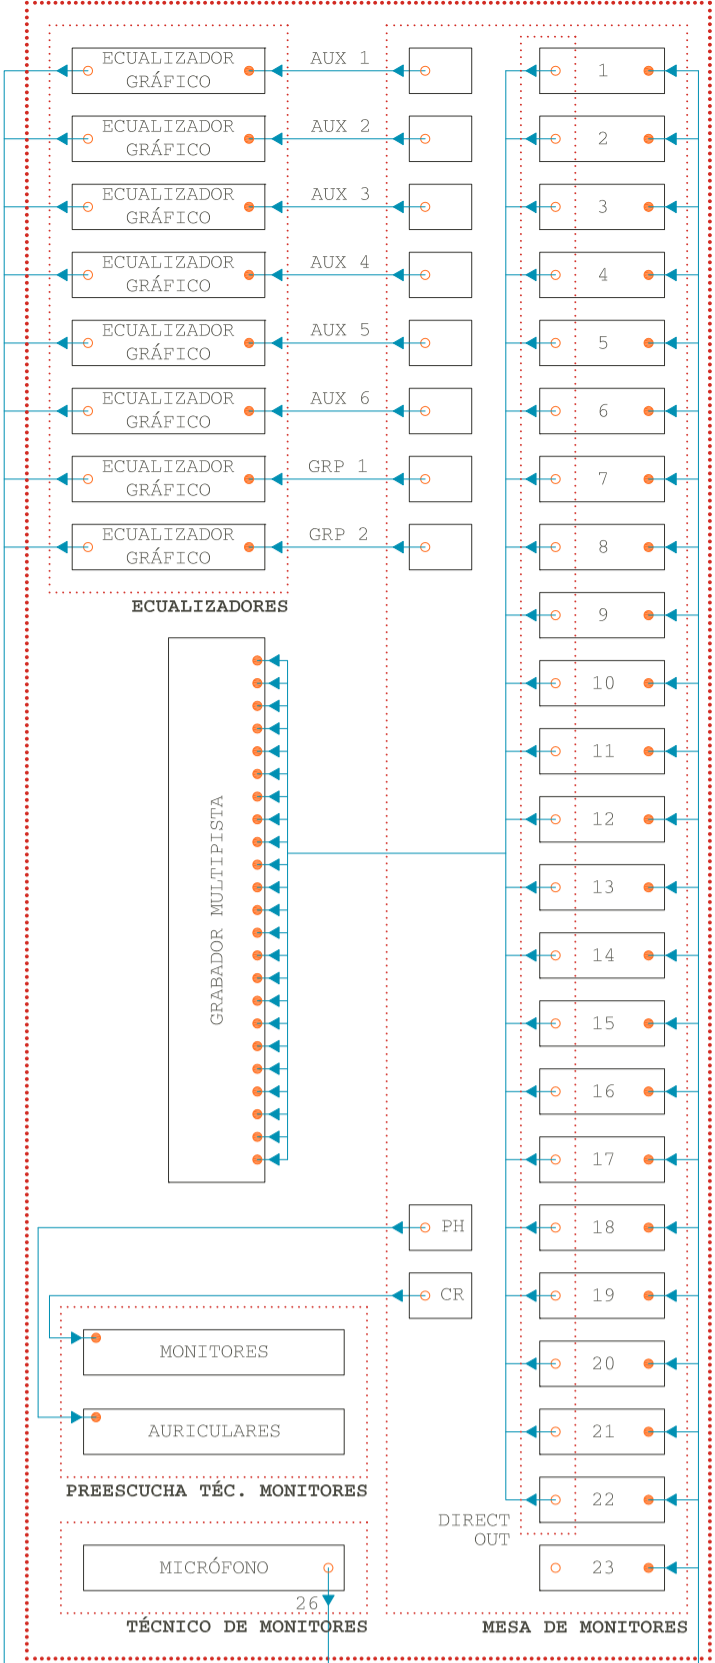 ECUALIZADOR
GRÁFICO
AUX 1
1
ECUALIZADOR
GRÁFICO
AUX 2
2
ECUALIZADOR
GRÁFICO
AUX 3
3
ECUALIZADOR
GRÁFICO
AUX 4
4
ECUALIZADOR
GRÁFICO
AUX 5
5
ECUALIZADOR
GRÁFICO
AUX 6
6
ECUALIZADOR
GRÁFICO
GRP 1
7
ECUALIZADOR
GRÁFICO
GRP 2
8
ECUALIZADORES
9
10
11
12
GRABADOR MULTIPISTA
13
14
15
16
17
PH
18
CR
19
MONITORES
20
AURICULARES
21
PREESCUCHA TÉC. MONITORES
22
DIRECT
OUT
MICRÓFONO
23
26
TÉCNICO DE MONITORES
MESA DE MONITORES